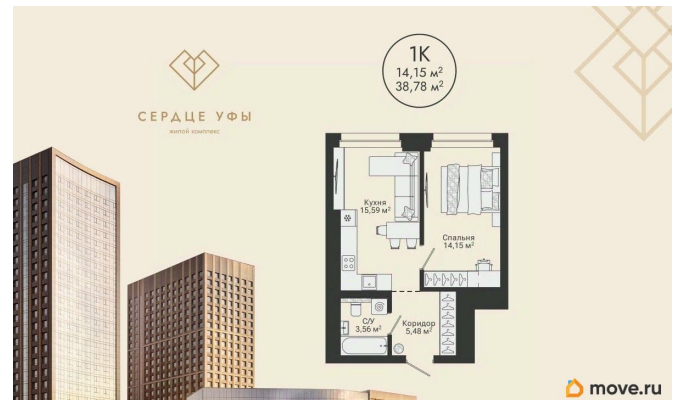 1К
14,15 м²
38,78 м²
СЕРДЦЕ УФЫ
жилой комплекс
Кухня
15,59 м²
Спальня
14,15 м²
С/У
3,56 м²
Коридор
5,48 м²
move.ru